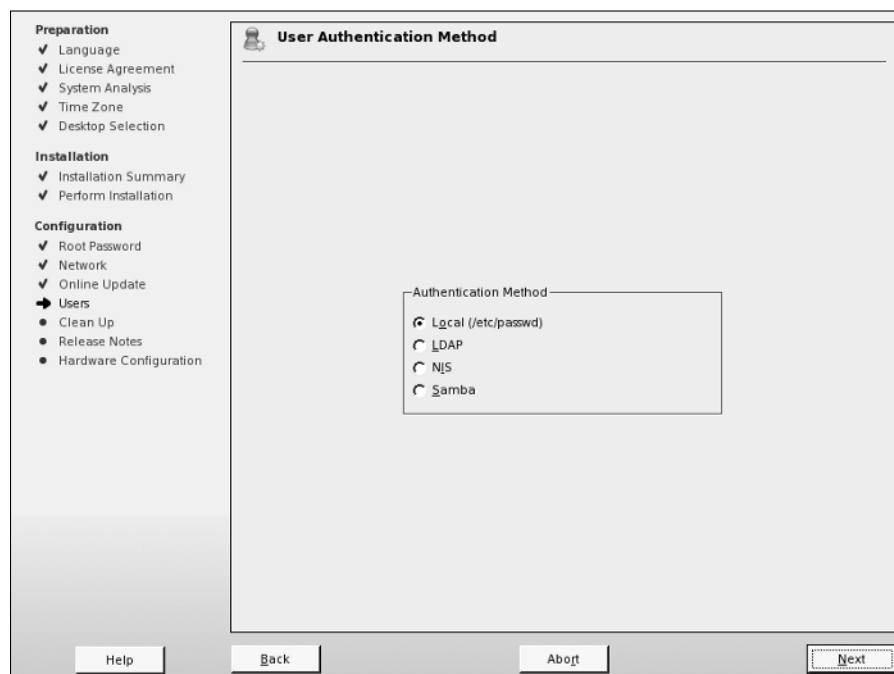 Preparation
Language
License Agreement
System Analysis
Time Zone
Desktop Selection
Installation
Installation Summary
Perform Installation
Configuration
Root Password
Network
Online Update
Users
Clean Up
Release Notes
Hardware Configuration
User Authentication Method
Authentication Method
Local (/etc/passwd)
LDAP
NIS
Samba
Help
Back
Abort
Next